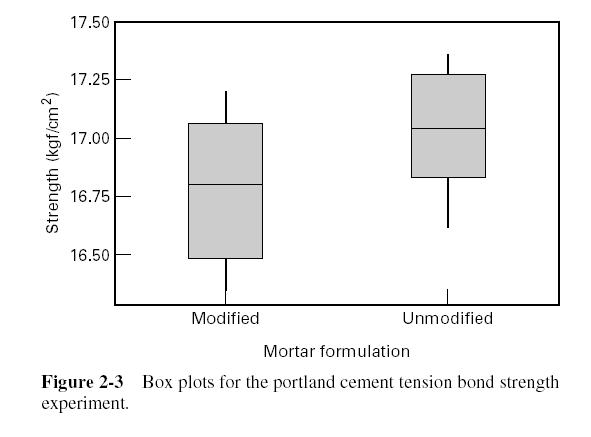 17.50
17.25
17.00
16.75
16.50
Strength (kgf/cm²)
Modified Unmodified
Mortar formulation
Figure 2-3 Box plots for the portland cement tension bond strength
experiment.